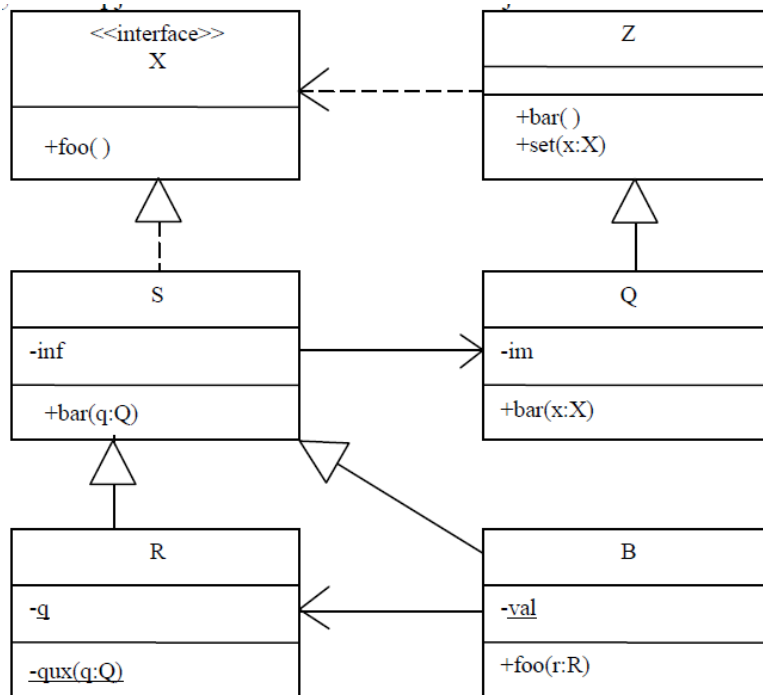 <<interface>>
X
+foo( )
Z
+bar( )
+set(x:X)
S
-inf
+bar(q:Q)
Q
-im
+bar(x:X)
R
-q
-qux(q:Q)
B
-val
+foo(r:R)